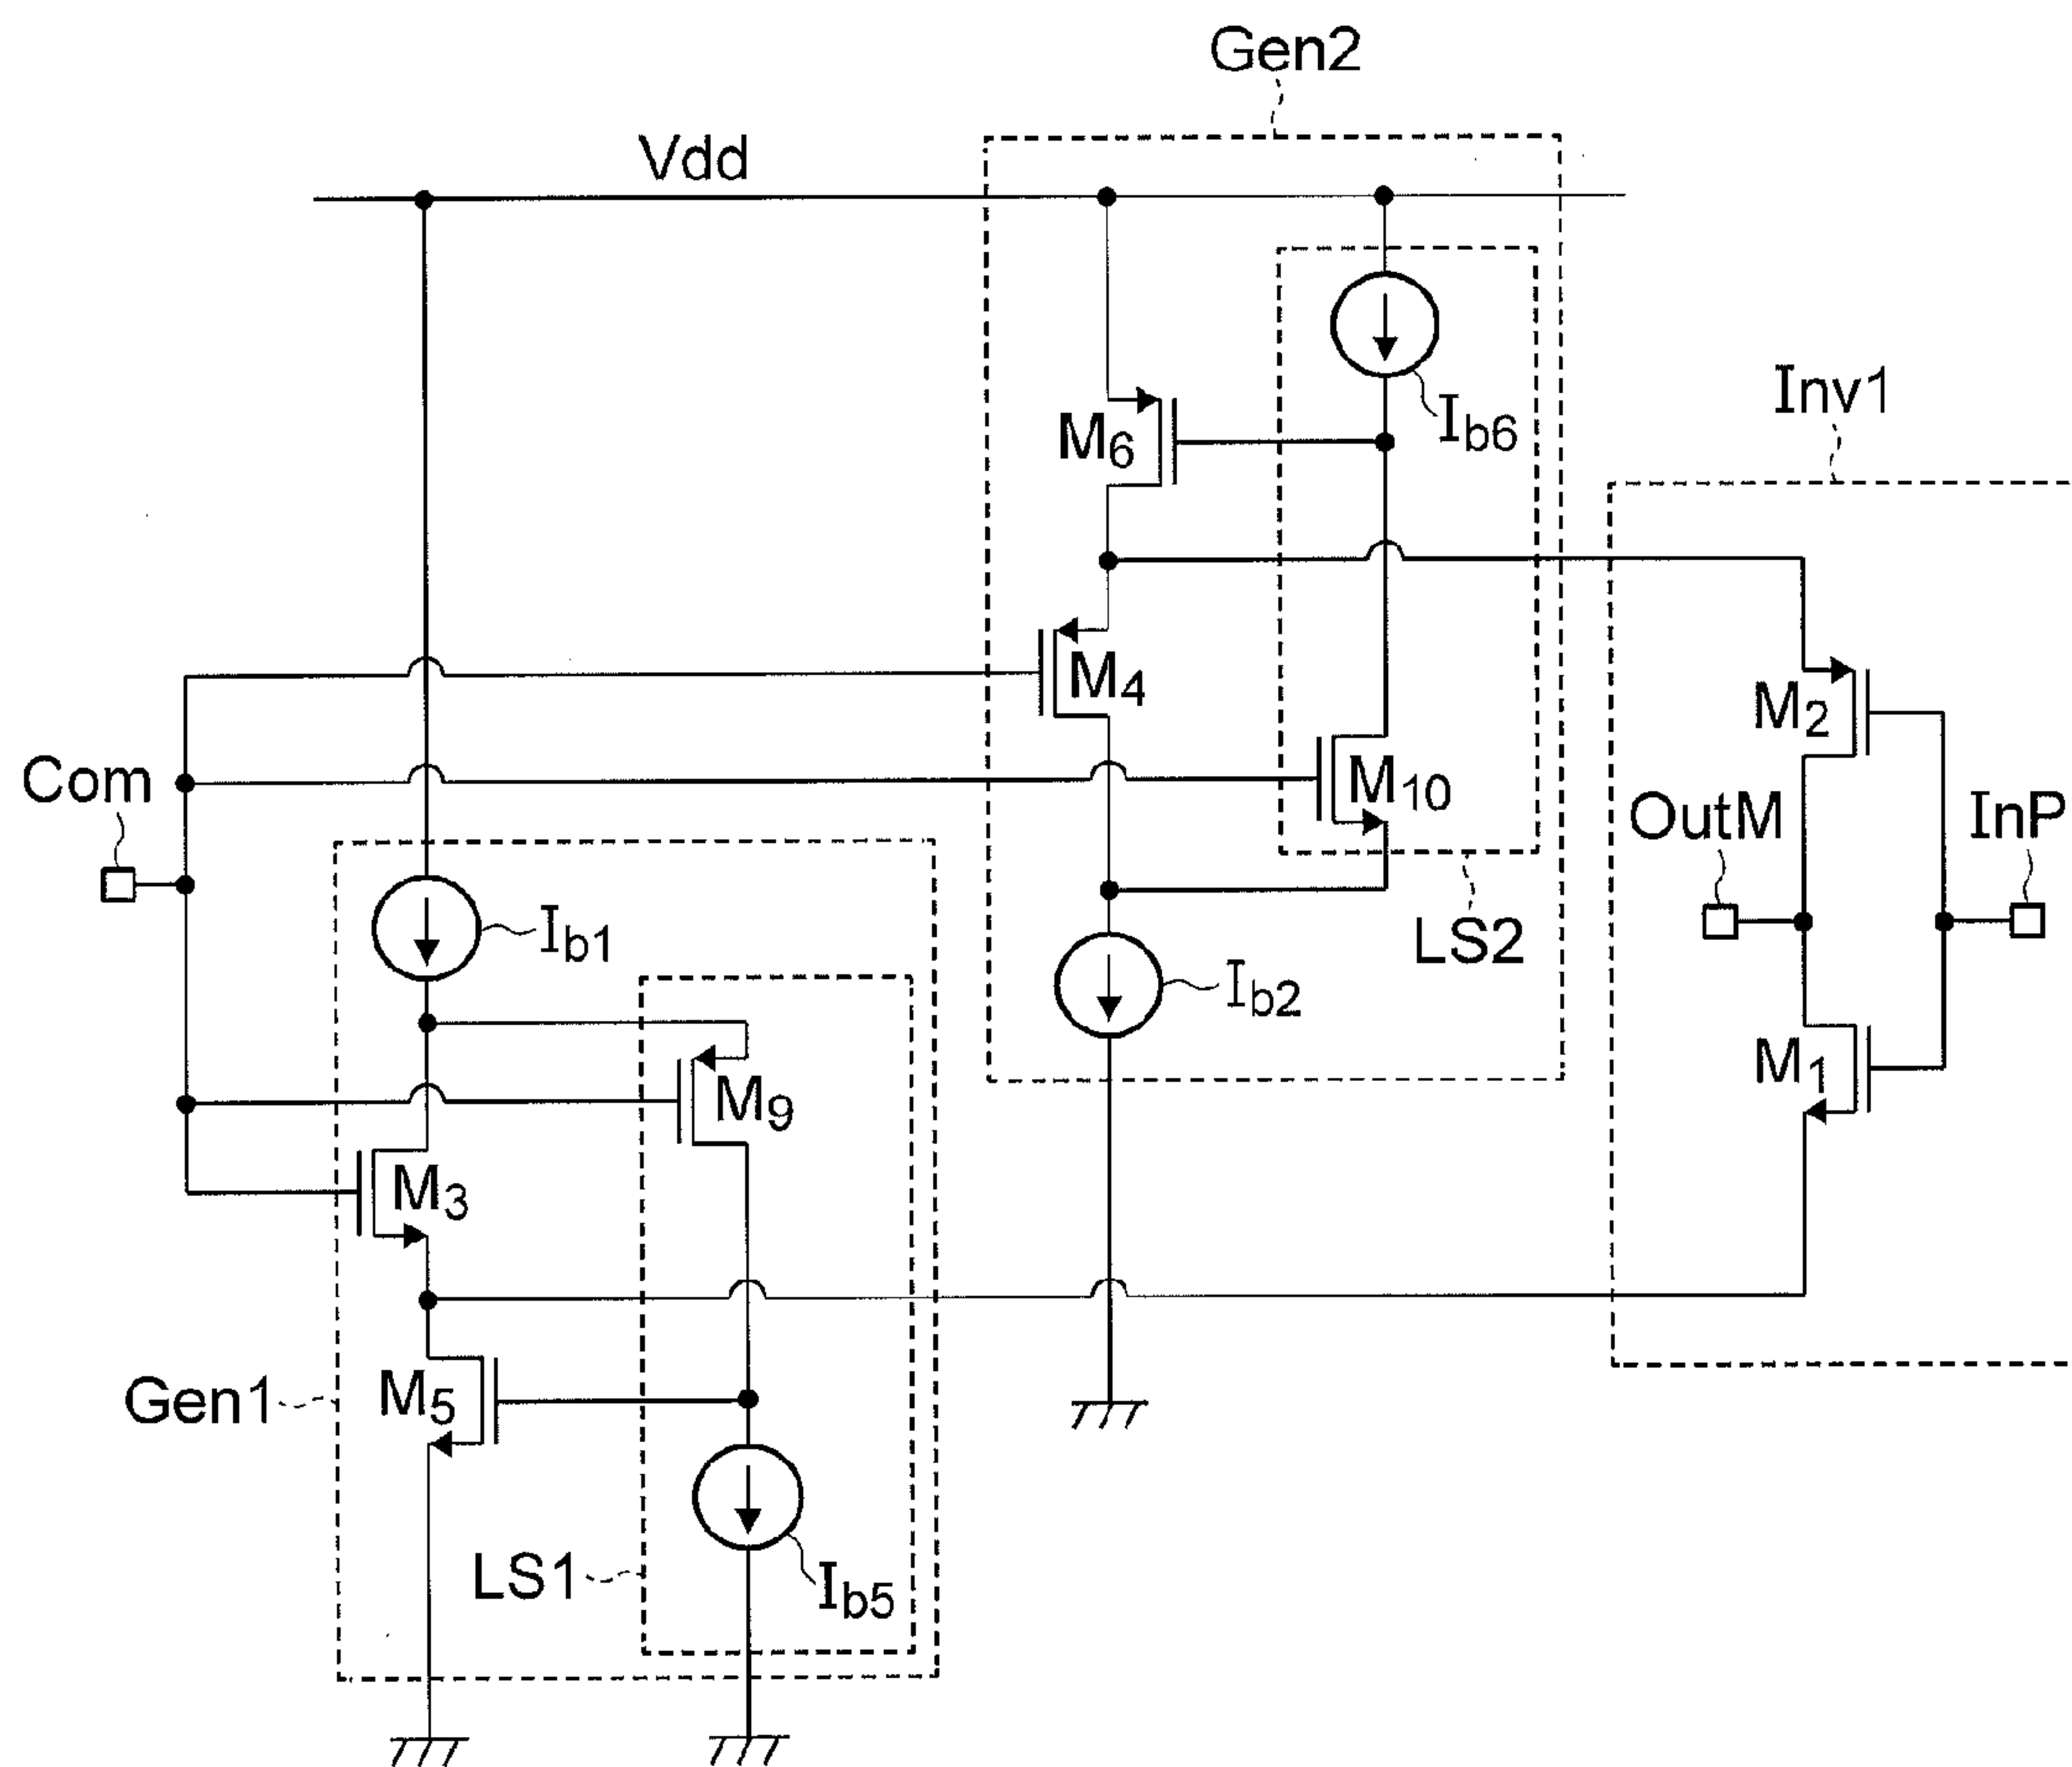 Gen2
Vdd
Inv1
M6
Ib6
M4
M2
Com
M10
OutM
InP
Ib1
LS2
Ib2
M9
M1
M3
Gen1
M5
LS1
Ib5